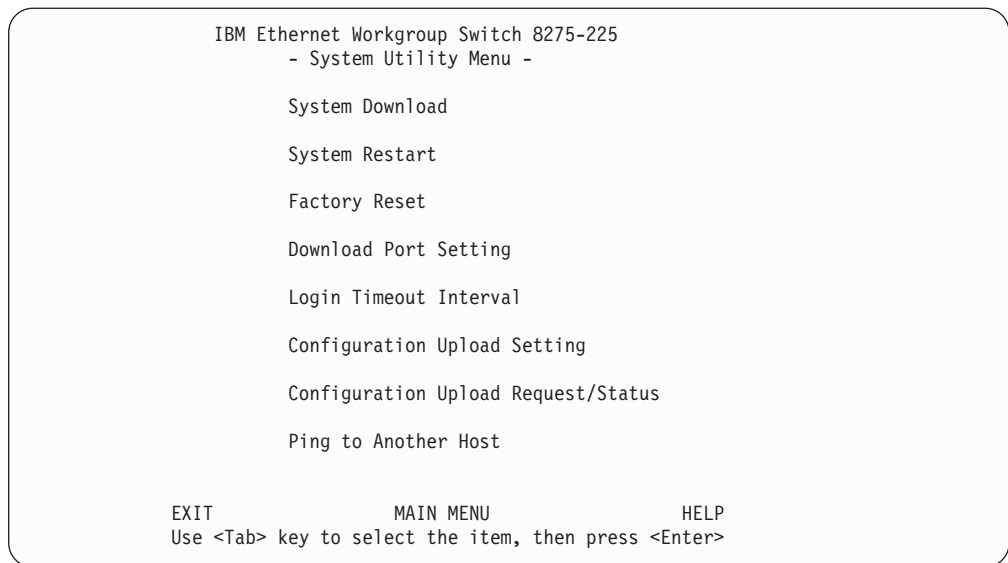 IBM Ethernet Workgroup Switch 8275-225
- System Utility Menu -
System Download
System Restart
Factory Reset
Download Port Setting
Login Timeout Interval
Configuration Upload Setting
Configuration Upload Request/Status
Ping to Another Host
EXIT MAIN MENU HELP
Use <Tab> key to select the item, then press <Enter>